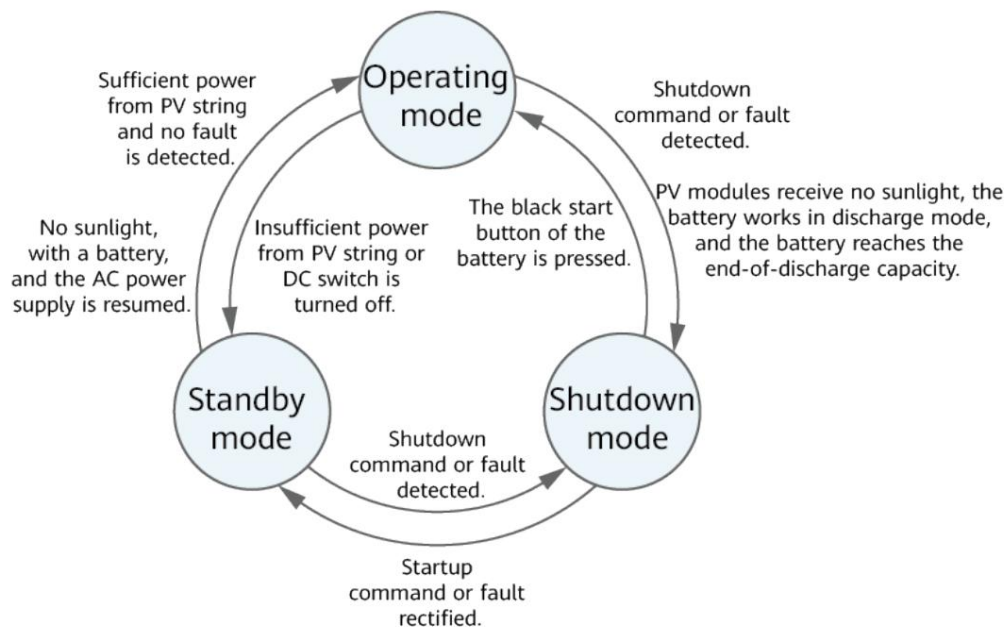 Operating
mode
Sufficient power
from PV string
and no fault
is detected.
Shutdown
command or fault
detected.
No sunlight,
with a battery,
and the AC power
supply is resumed.
Insufficient power
from PV string or
DC switch is
turned off.
The black start
button of the
battery is pressed.
PV modules receive no sunlight, the
battery works in discharge mode,
and the battery reaches the
end-of-discharge capacity.
Standby
mode
Shutdown
mode
Shutdown
command or fault
detected.
Startup
command or fault
rectified.